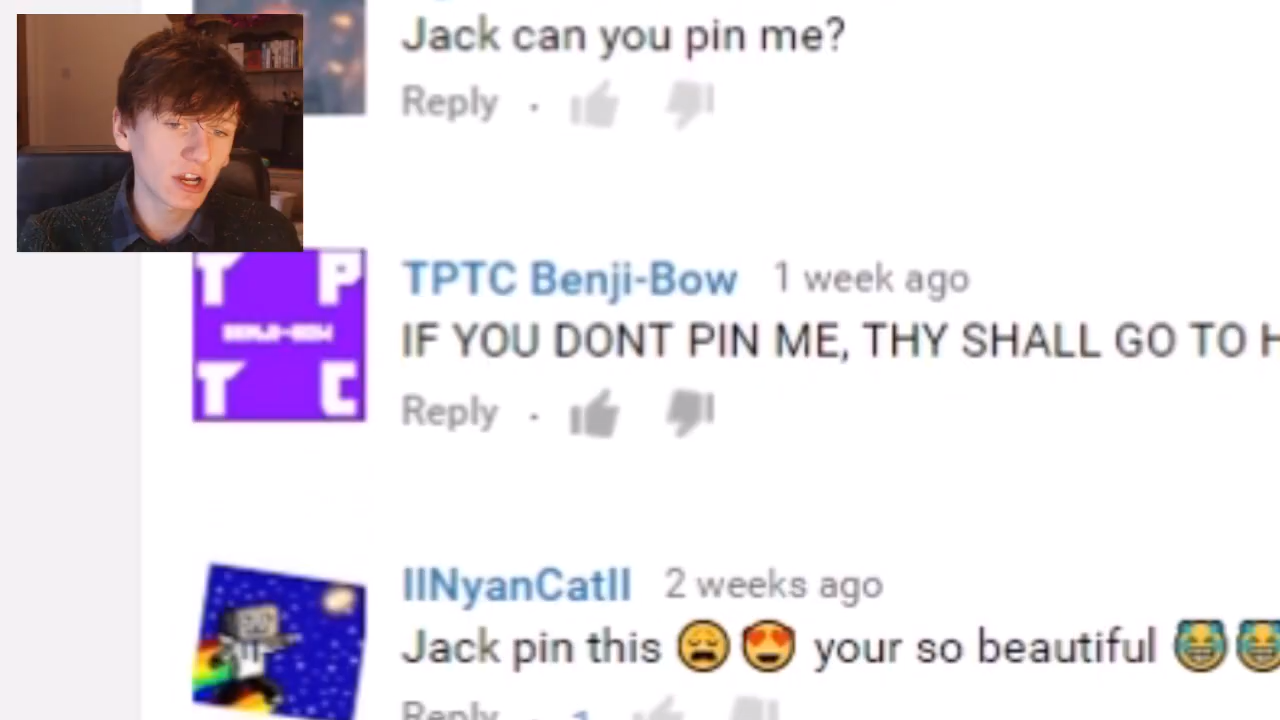 Jack can you pin me?
Reply
T P
T C
TPTC Benji-Bow 1 week ago
IF YOU DONT PIN ME, THY SHALL GO TO H
Reply
IINyanCatII 2 weeks ago
Jack pin this 😩😍 your so beautiful 😹😹
Reply